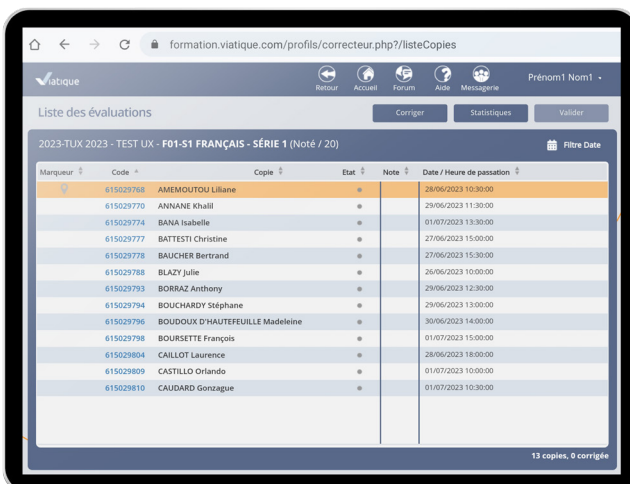 formation.viatique.com/profils/correcteur.php?/listeCopies
Viatique
Retour Accueil Forum Aide Messagerie Prénom1 Nom1
Liste des évaluations Corriger Statistiques Valider
2023-TUX 2023 - TEST UX - F01-S1 FRANÇAIS - SÉRIE 1 (Noté / 20) Filtre Date
Marqueur Code Copie Etat Note Date / Heure de passation
615029768 AMEMOUTOU Liliane 28/06/2023 10:30:00
615029770 ANNANE Khalil 29/06/2023 11:30:00
615029774 BANA Isabelle 01/07/2023 13:30:00
615029777 BATTESTI Christine 27/06/2023 15:00:00
615029778 BAUCHER Bertrand 27/06/2023 15:30:00
615029788 BLAZY Julie 26/06/2023 10:00:00
615029793 BORRAZ Anthony 29/06/2023 12:30:00
615029794 BOUCHARDY Stéphane 29/06/2023 13:00:00
615029796 BOUDOUX D'HAUTEFEUILLE Madeleine 30/06/2023 14:00:00
615029798 BOURSETTE François 01/07/2023 15:00:00
615029804 CAILLOT Laurence 28/06/2023 18:00:00
615029809 CASTILLO Orlando 01/07/2023 10:00:00
615029810 CAUDARD Gonzague 01/07/2023 10:30:00
13 copies, 0 corrigée